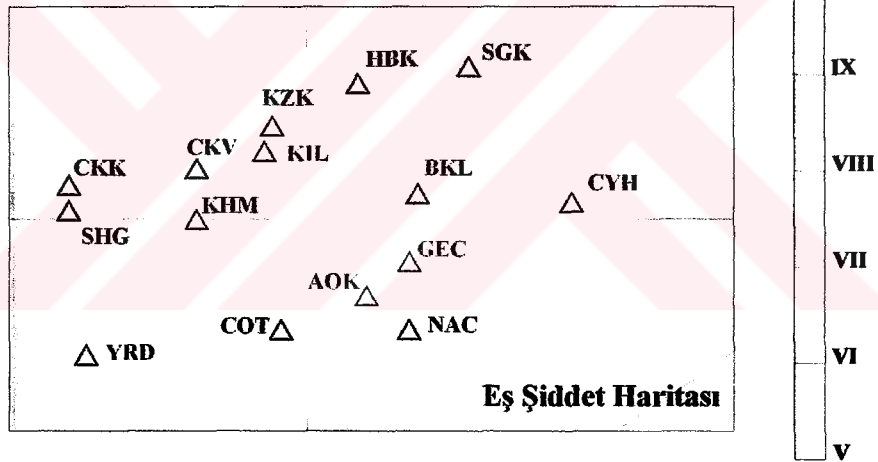 HBK
SGK
IX
KZK
CKV
KIL
CKK
BKL
VIII
CYH
KHM
SHG
GEC
VII
AOK
COT
NAC
YRD
VI
Eş Şiddet Haritası
V